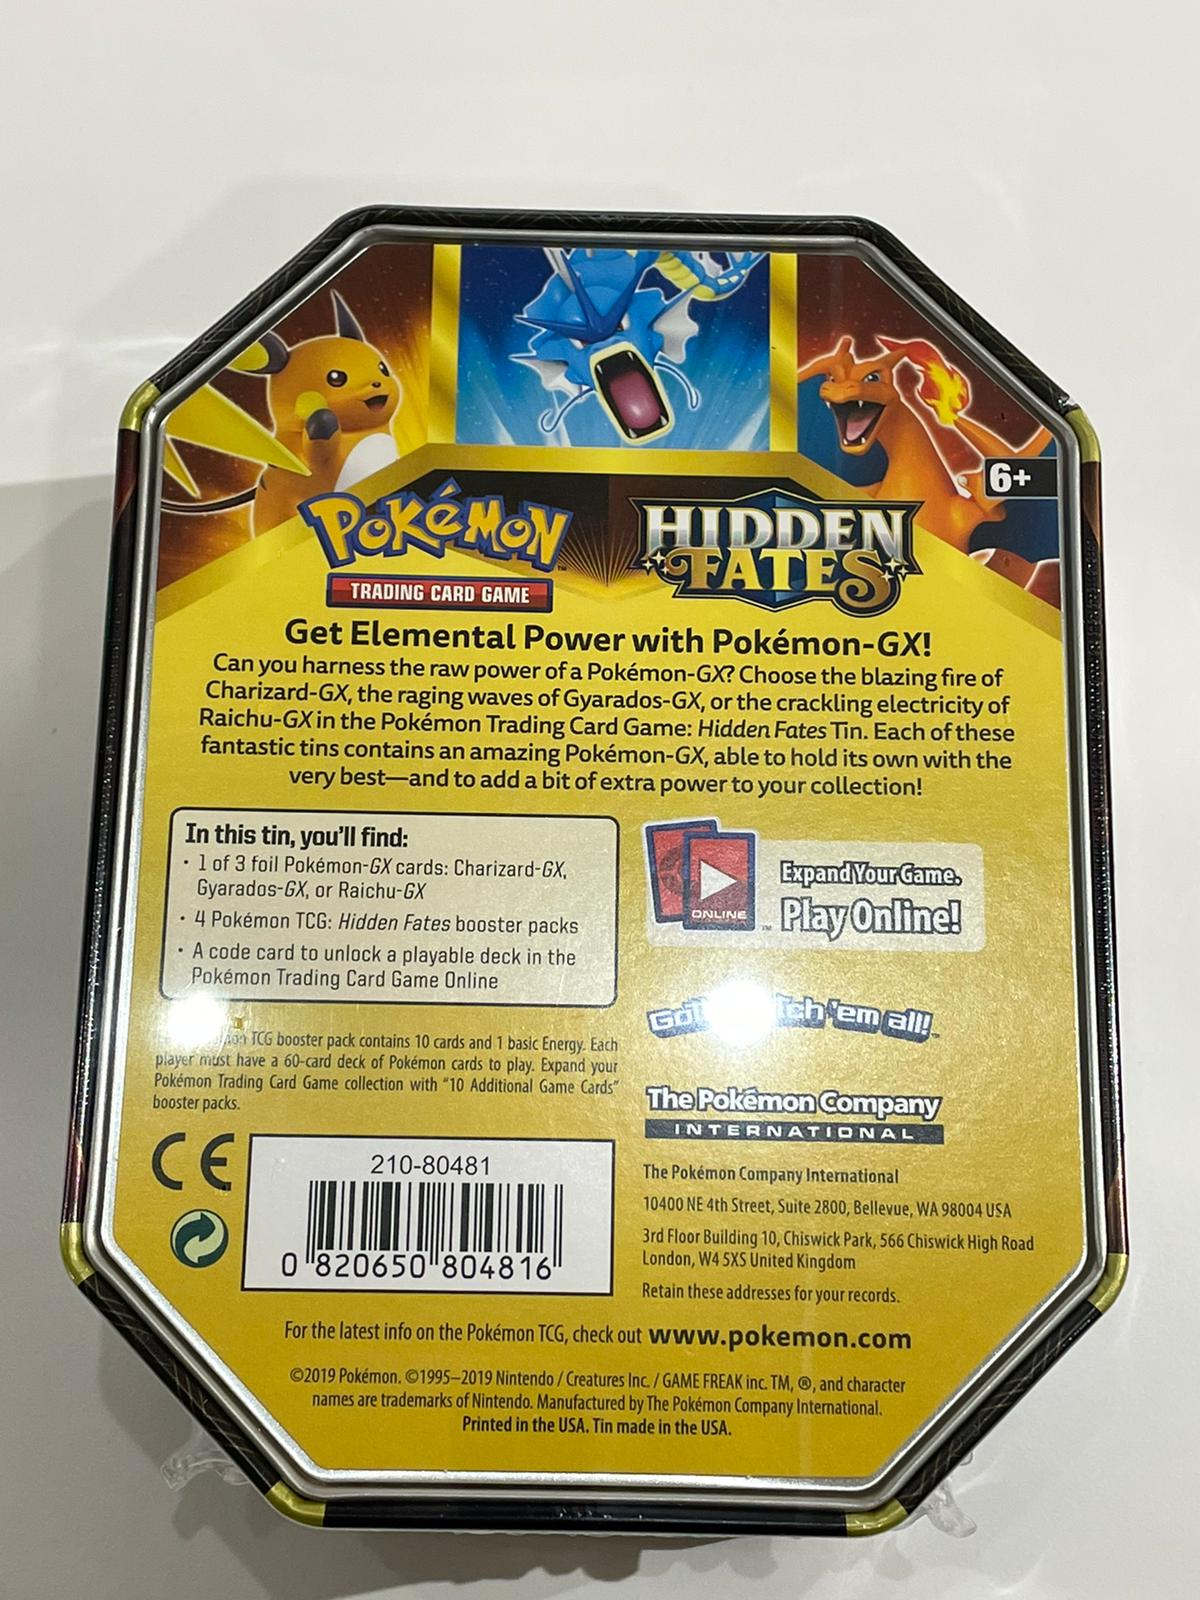 6+
Pokémon
HIDDEN
FATES
TRADING CARD GAME
Get Elemental Power with Pokémon-GX!
Can you harness the raw power of a Pokémon-GX? Choose the blazing fire of
Charizard-GX, the raging waves of Gyarados-GX, or the crackling electricity of
Raichu-GX in the Pokémon Trading Card Game: Hidden Fates Tin. Each of these
fantastic tins contains an amazing Pokémon-GX, able to hold its own with the
very best—and to add a bit of extra power to your collection!
In this tin, you'll find:
• 1 of 3 foil Pokémon-GX cards: Charizard-GX,
Gyarados-GX, or Raichu-GX
• 4 Pokémon TCG: Hidden Fates booster packs
• A code card to unlock a playable deck in the
Pokémon Trading Card Game Online
ONLINE
Expand Your Game.
Play Online!
'em all!
TCG booster pack contains 10 cards and 1 basic Energy. Each
player must have a 60-card deck of Pokémon cards to play. Expand your
Pokémon Trading Card Game collection with "10 Additional Game Cards"
booster packs.
The Pokémon Company
INTERNATIONAL
CE
210-80481
0 820650 804816
The Pokémon Company International
10400 NE 4th Street, Suite 2800, Bellevue, WA 98004 USA
3rd Floor Building 10, Chiswick Park, 566 Chiswick High Road
London, W4 5XS United Kingdom
Retain these addresses for your records.
For the latest info on the Pokémon TCG, check out www.pokemon.com
©2019 Pokémon. ©1995–2019 Nintendo / Creatures Inc. / GAME FREAK inc. TM, ®, and character
names are trademarks of Nintendo. Manufactured by The Pokémon Company International.
Printed in the USA. Tin made in the USA.